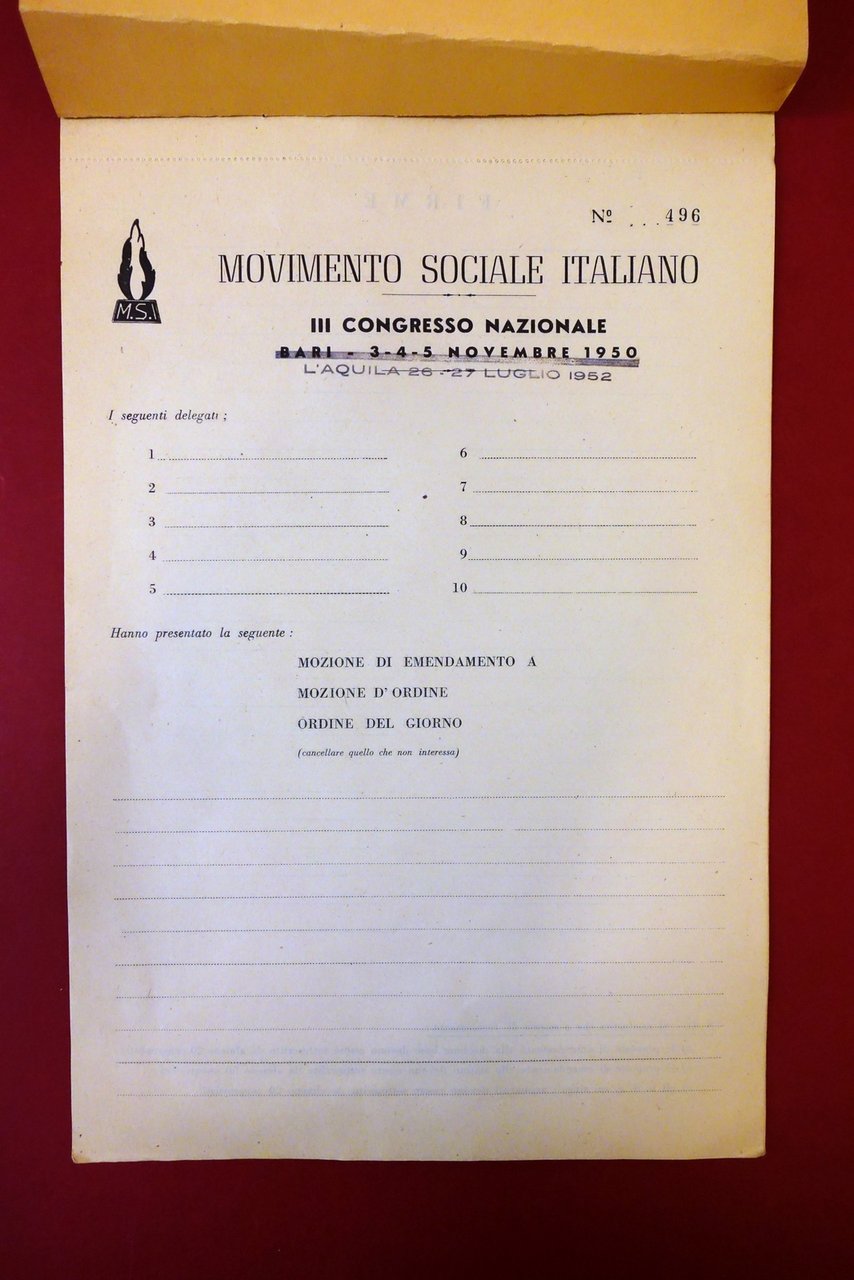 Nº ...496
M.S.I
MOVIMENTO SOCIALE ITALIANO
III CONGRESSO NAZIONALE
BARI - 3-4-5 NOVEMBRE 1950
L'AQUILA 26 - 27 LUGLIO 1952
I seguenti delegati ;
1 6
2 7
3 8
4 9
5 10
Hanno presentato la seguente :
MOZIONE DI EMENDAMENTO A
MOZIONE D'ORDINE
ORDINE DEL GIORNO
(cancellare quello che non interessa)